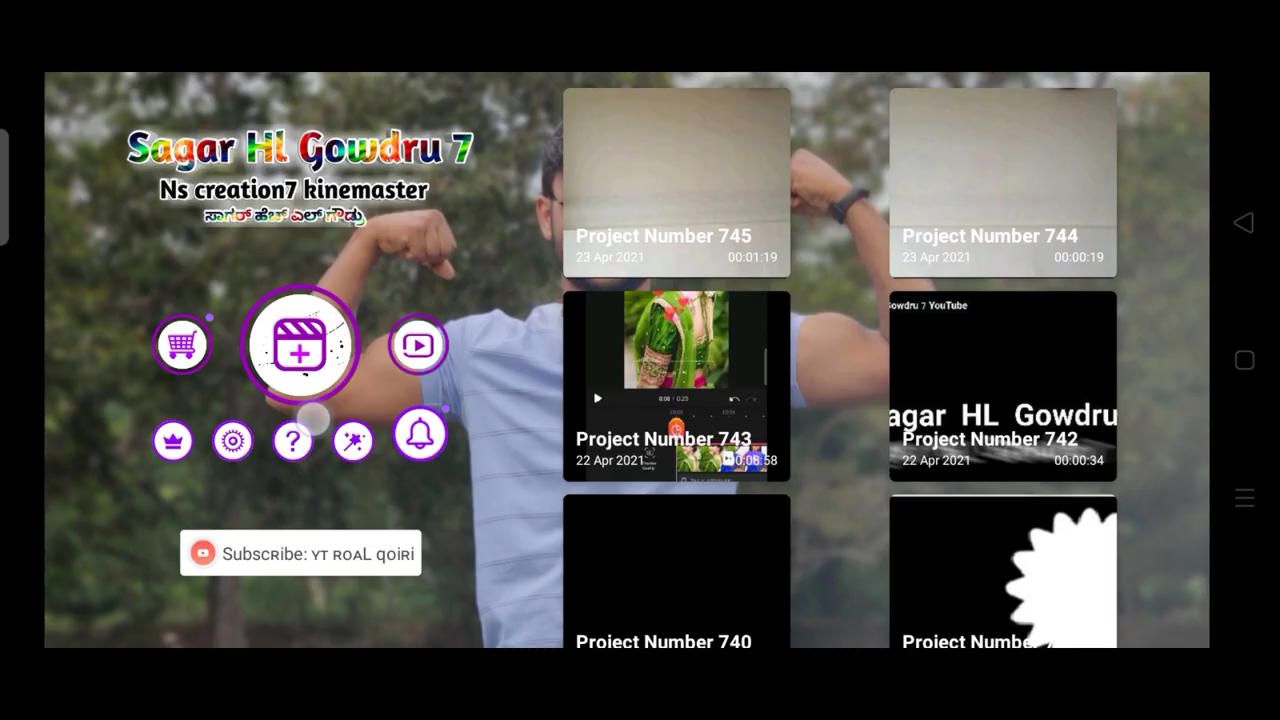 Sagar Hl Gowdru 7
Ns creation7 kinemaster
ಸಾಗರ್ ಹೆಚ್ ಎಲ್ ಗೌಡ್ರು
Subscribe: YT ROAL qoiRi
Project Number 745
23 Apr 2021 00:01:19
Project Number 744
23 Apr 2021 00:00:19
Project Number 743
22 Apr 2021 00:08:58
Gowdru 7 YouTube
agar HL Gowdru
Project Number 742
22 Apr 2021 00:00:34
Project Number 740
Project Numbe